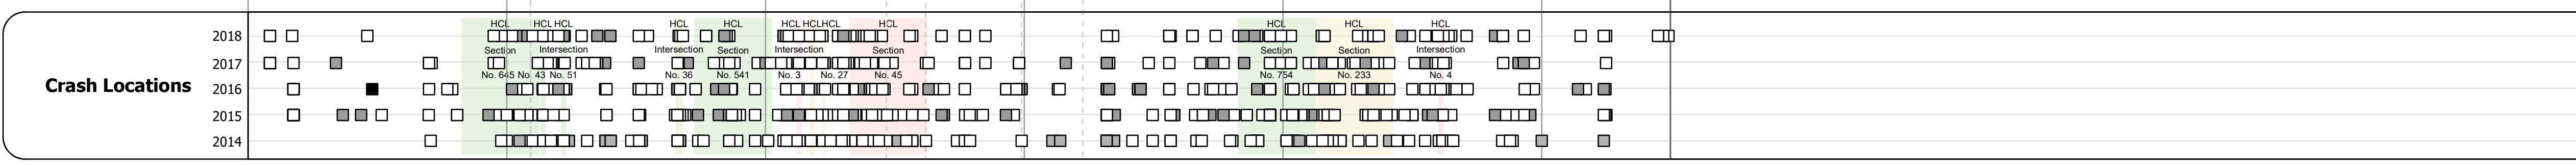 HCL HCL HCL HCL HCL HCL HCL HCL HCL HCL HCL HCL
2018
Section Intersection Intersection Section Intersection Section Section Section Intersection
2017
No. 645 No. 43 No. 51 No. 36 No. 541 No. 3 No. 27 No. 45 No. 754 No. 233 No. 4
Crash Locations
2016
2015
2014